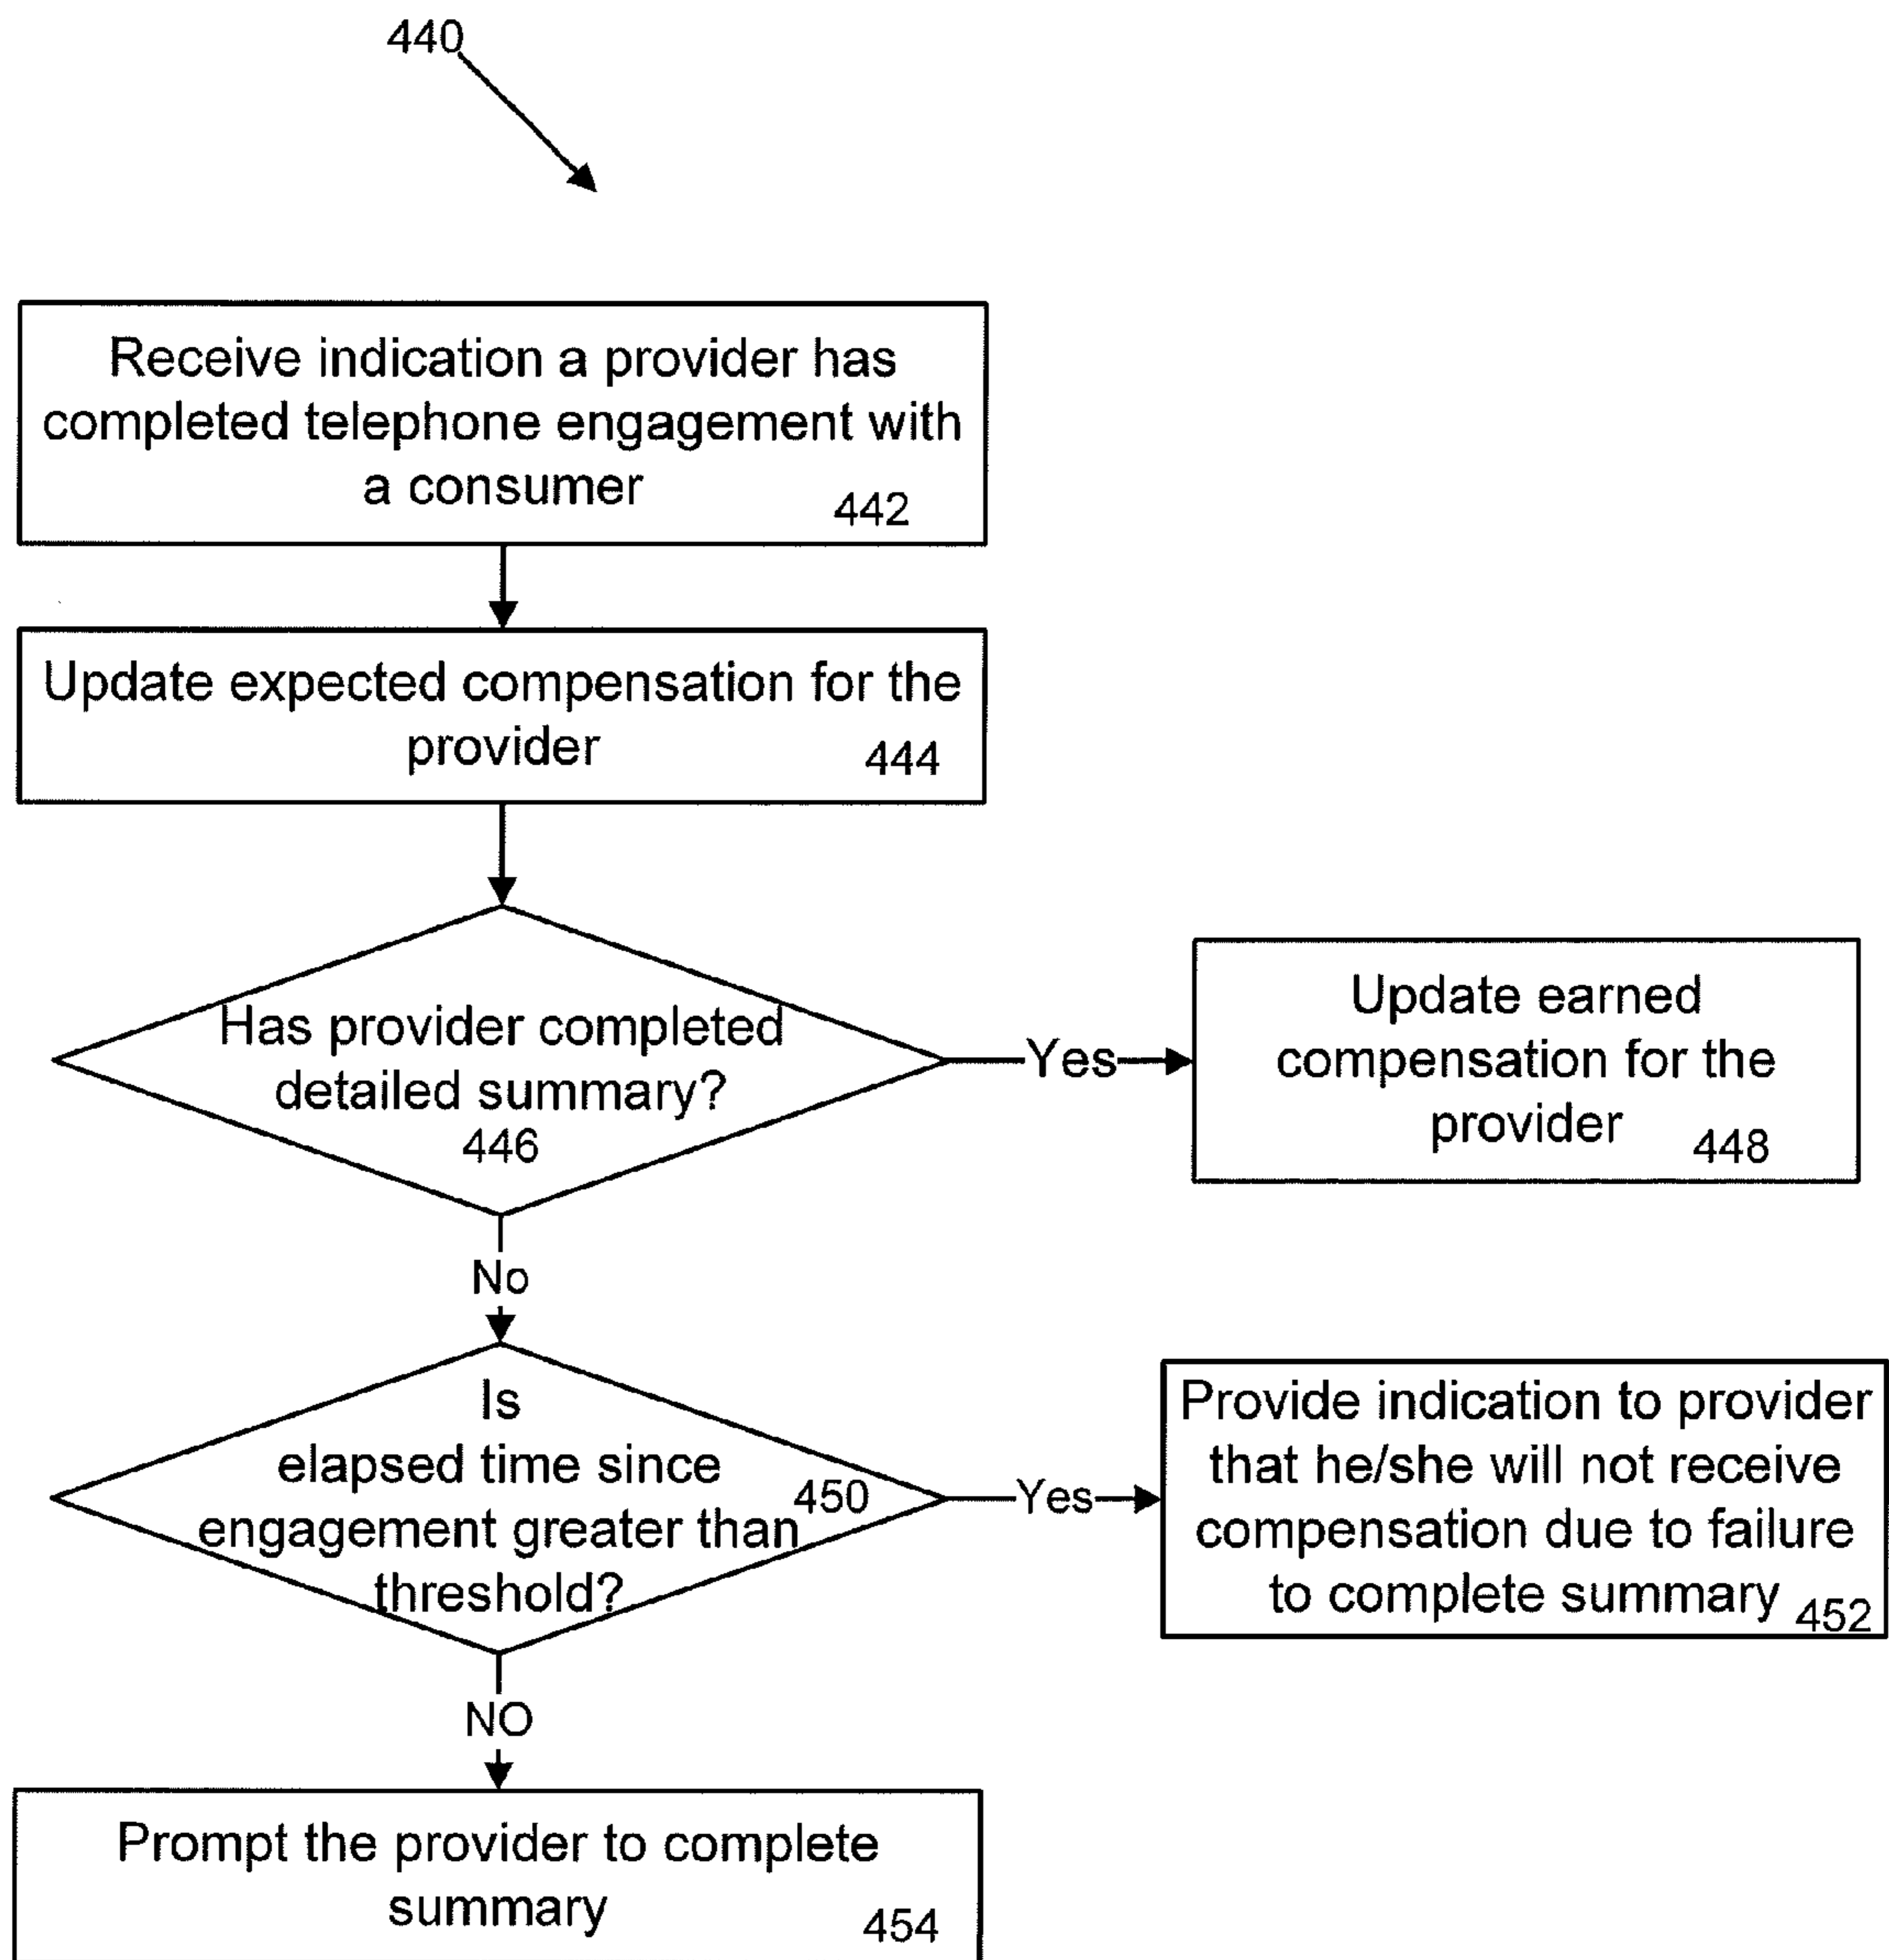 440
Receive indication a provider has
completed telephone engagement with
a consumer
442
Update expected compensation for the
provider
444
Has provider completed
detailed summary?
446
Yes
Update earned
compensation for the
provider
448
No
Is
elapsed time since
450
engagement greater than
threshold?
Yes
Provide indication to provider
that he/she will not receive
compensation due to failure
to complete summary
452
NO
Prompt the provider to complete
summary
454